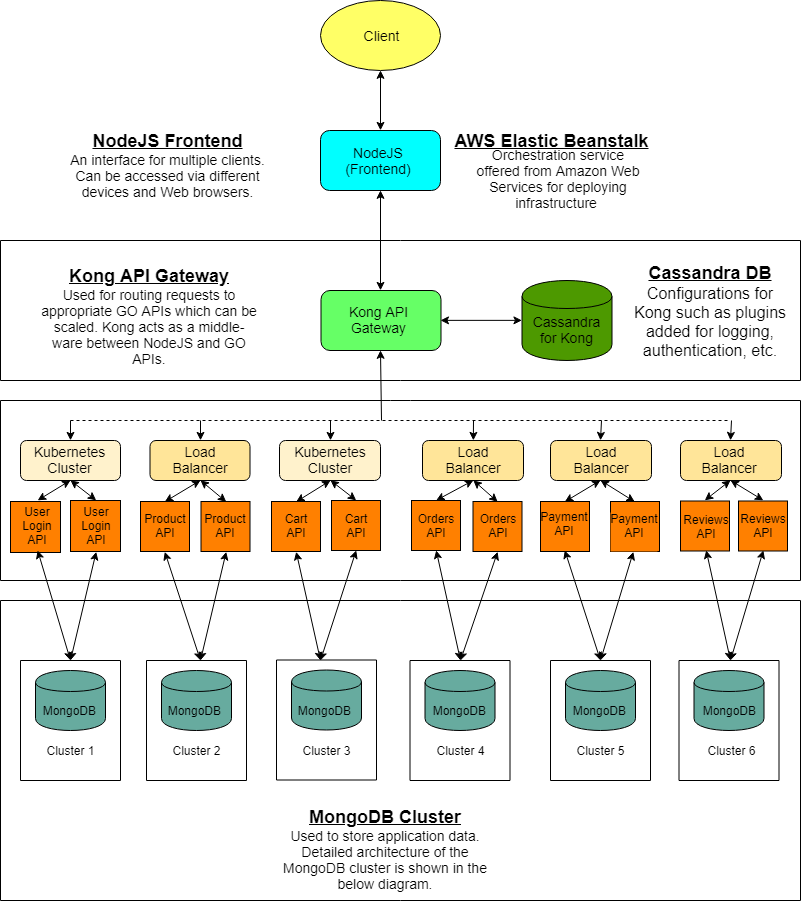 Client
NodeJS Frontend
An interface for multiple clients.
Can be accessed via different
devices and Web browsers.
NodeJS
(Frontend)
AWS Elastic Beanstalk
Orchestration service
offered from Amazon Web
Services for deploying
infrastructure
Kong API Gateway
Used for routing requests to
appropriate GO APIs which can be
scaled. Kong acts as a middle-
ware between NodeJS and GO
APIs.
Kong API
Gateway
Cassandra
for Kong
Cassandra DB
Configurations for
Kong such as plugins
added for logging,
authentication, etc.
Kubernetes
Cluster
Load
Balancer
Kubernetes
Cluster
Load
Balancer
Load
Balancer
Load
Balancer
User
Login
API
User
Login
API
Product
API
Product
API
Cart
API
Cart
API
Orders
API
Orders
API
Payment
API
Payment
API
Reviews
API
Reviews
API
MongoDB
Cluster 1
MongoDB
Cluster 2
MongoDB
Cluster 3
MongoDB
Cluster 4
MongoDB
Cluster 5
MongoDB
Cluster 6
MongoDB Cluster
Used to store application data.
Detailed architecture of the
MongoDB cluster is shown in the
below diagram.